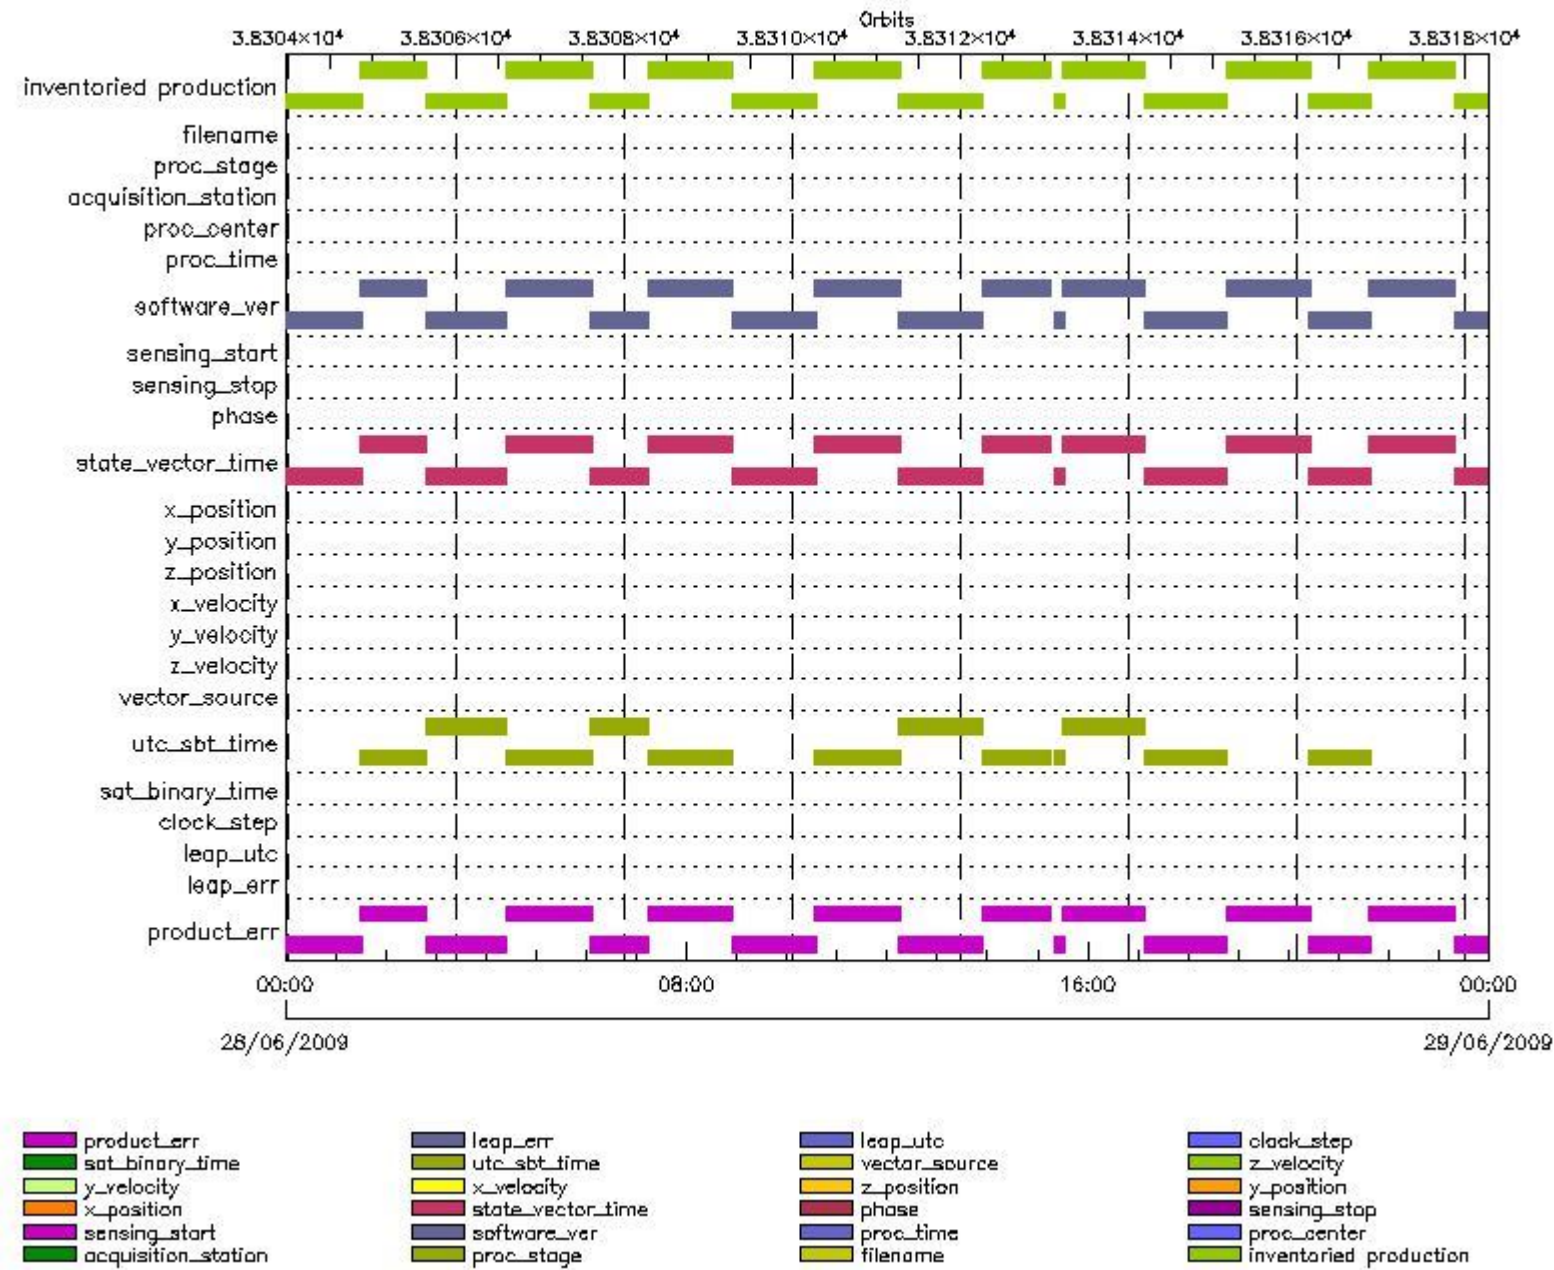 Orbits
3.8304×10⁴ 3.8306×10⁴ 3.8308×10⁴ 3.8310×10⁴ 3.8312×10⁴ 3.8314×10⁴ 3.8316×10⁴ 3.8318×10⁴
inventoried production
filename
proc_stage
acquisition_station
proc_center
proc_time
software_ver
sensing_start
sensing_stop
phase
state_vector_time
x_position
y_position
z_position
x_velocity
y_velocity
z_velocity
vector_source
utc_sbt_time
sat_binary_time
clock_step
leap_utc
leap_err
product_err
00:00 08:00 16:00 00:00
28/06/2009 29/06/2009
product_err leap_err leap_utc clock_step
sat_binary_time utc_sbt_time vector_source z_velocity
y_velocity x_velocity z_position y_position
x_position state_vector_time phase sensing_stop
sensing_start software_ver proc_time proc_center
acquisition_station proc_stage filename inventoried production